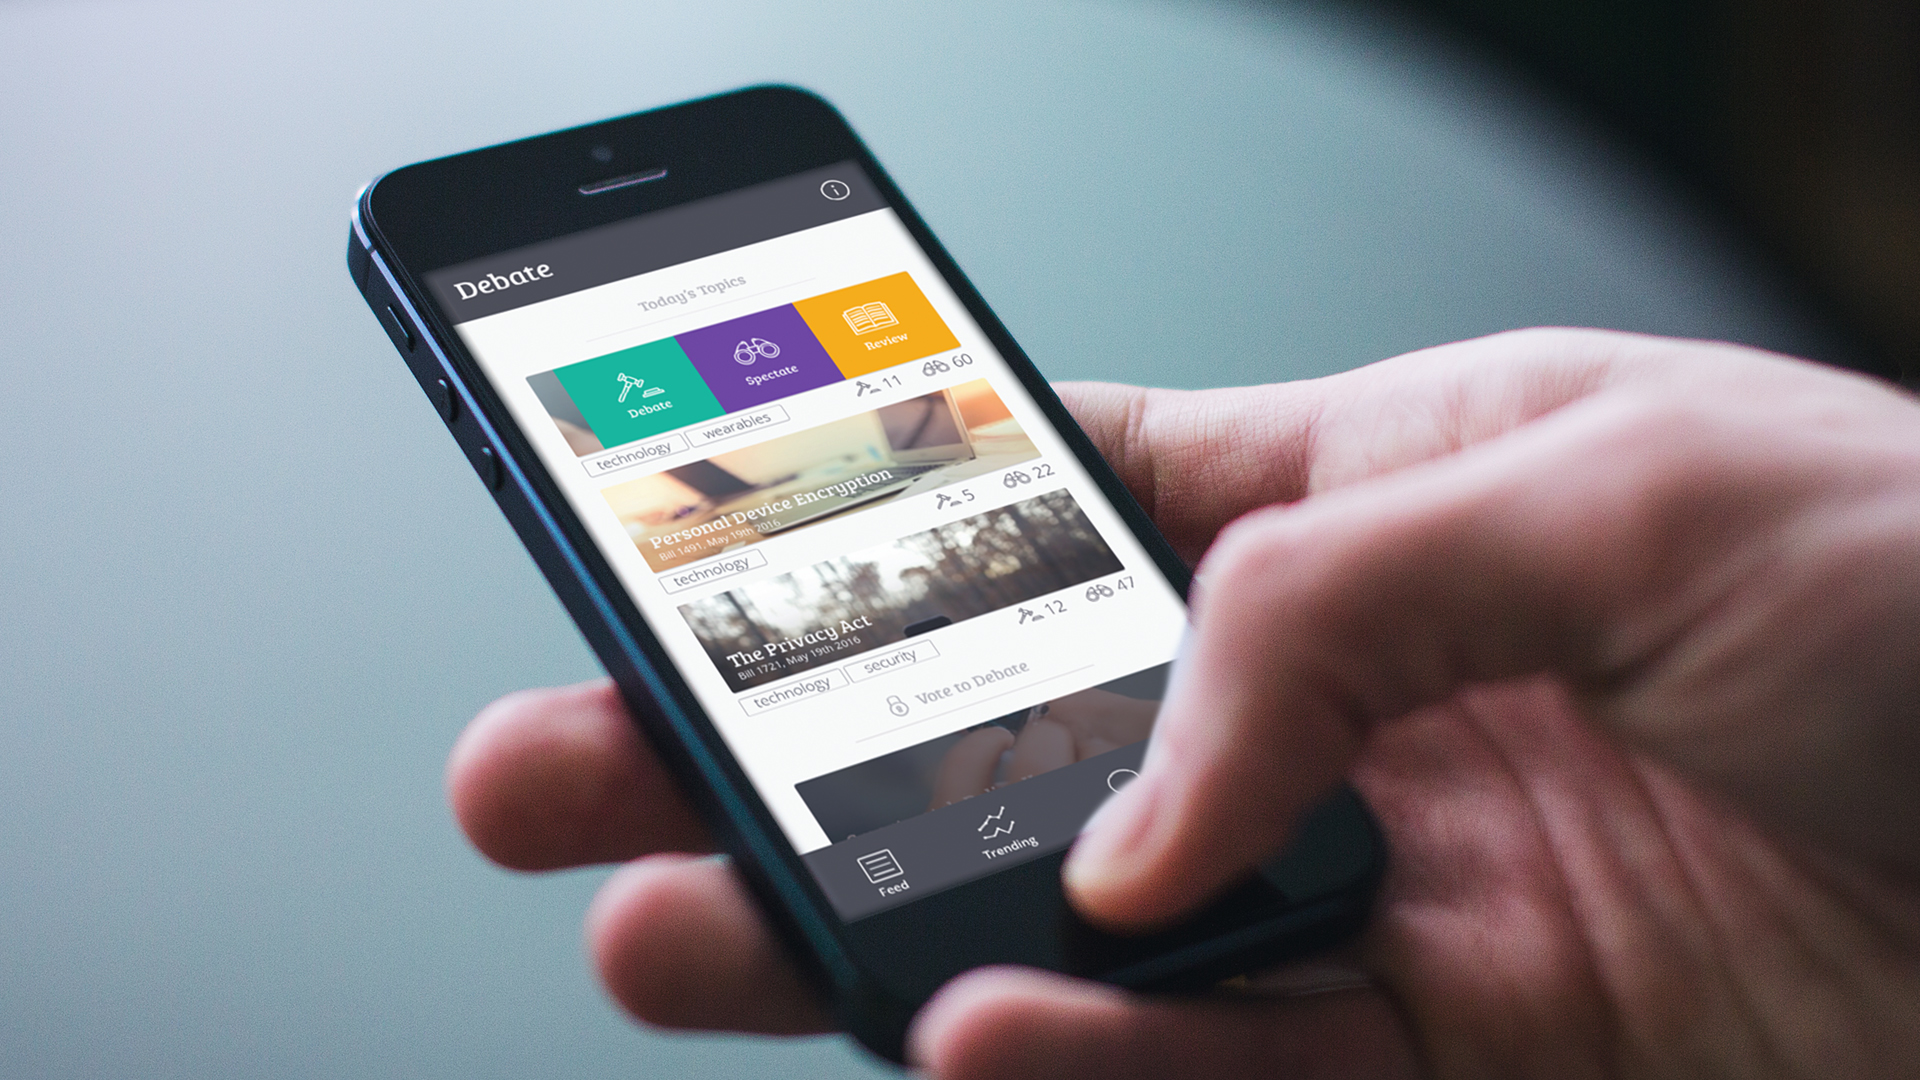 Debate
Today's Topics
Debate
Spectate
Review
technology
wearables
11
60
Personal Device Encryption
Bill 1491, May 19th 2016
technology
5
22
The Privacy Act
Bill 1721, May 19th 2016
technology
security
12
47
Vote to Debate
Feed
Trending